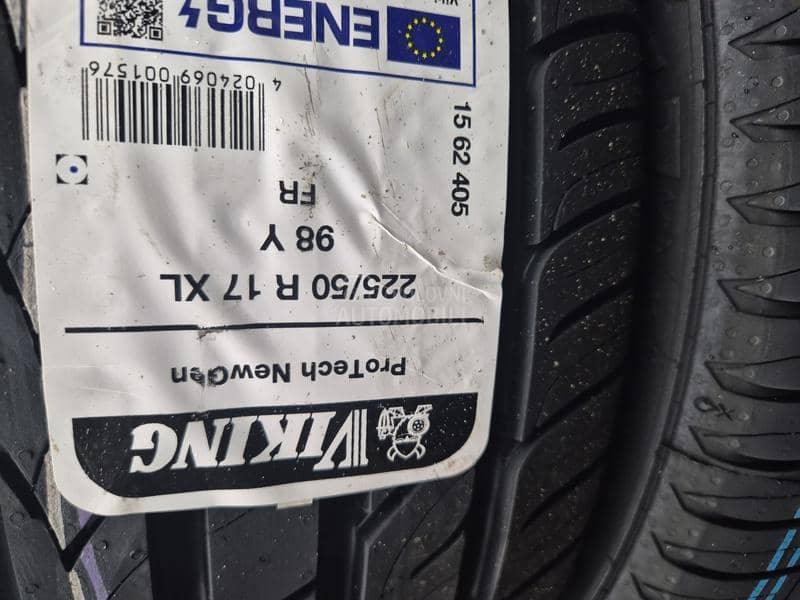 VIKING
ProTech NewGen
225/50 R 17 XL
98 Y
FR
15 62 405
4 024069 001576
ENERG